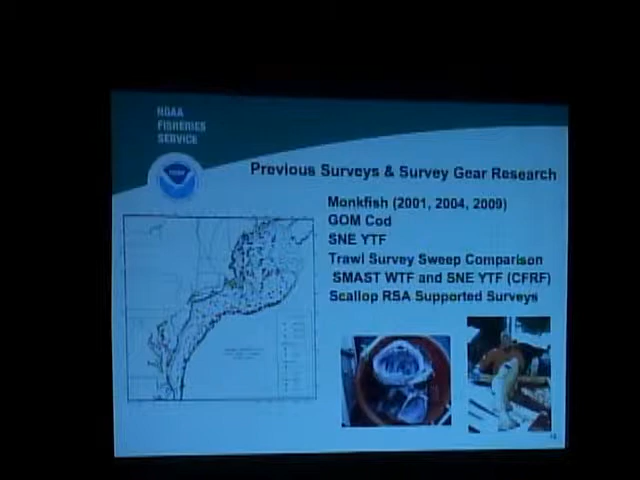 NOAA
FISHERIES
SERVICE
Previous Surveys & Survey Gear Research
Monkfish (2001, 2004, 2009)
GOM Cod
SNE YTF
Trawl Survey Sweep Comparison
SMAST WTF and SNE YTF (CFRF)
Scallop RSA Supported Surveys